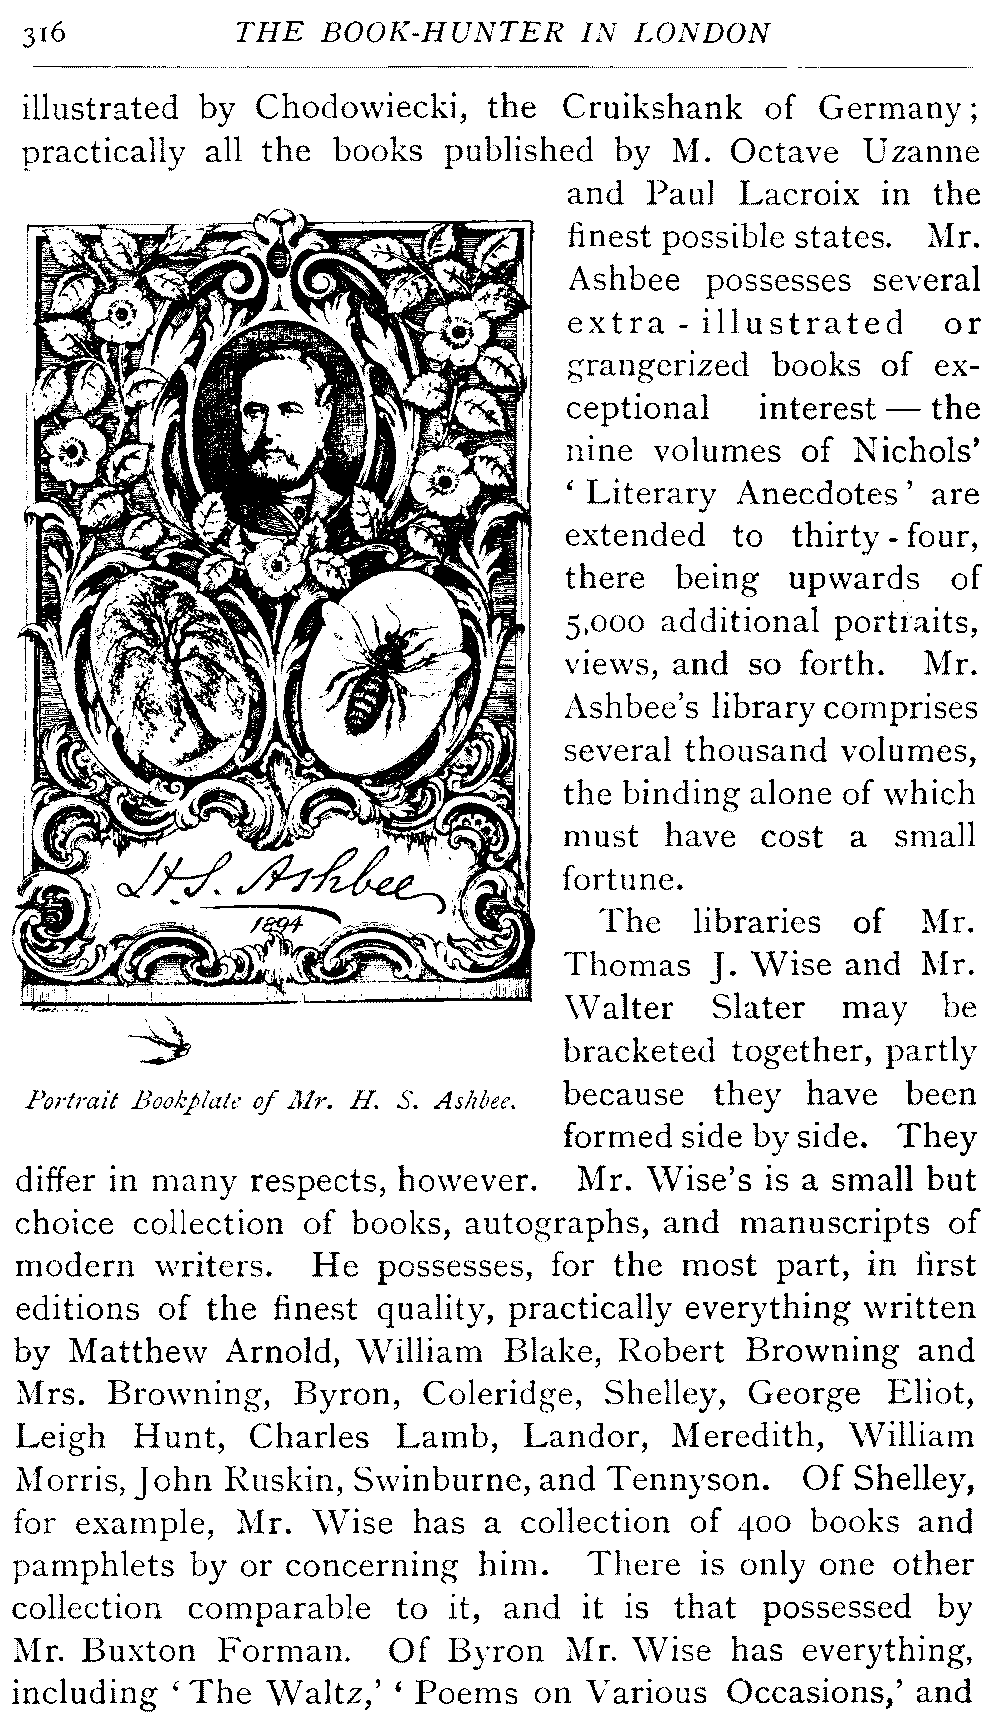 316 THE BOOK-HUNTER IN LONDON
illustrated by Chodowiecki, the Cruikshank of Germany;
practically all the books published by M. Octave Uzanne
and Paul Lacroix in the
finest possible states. Mr.
Ashbee possesses several
extra-illustrated or
grangerized books of ex-
ceptional interest — the
nine volumes of Nichols'
‘ Literary Anecdotes ’ are
extended to thirty-four,
there being upwards of
5,000 additional portraits,
views, and so forth. Mr.
Ashbee's library comprises
several thousand volumes,
the binding alone of which
must have cost a small
fortune.
H. S. Ashbee
1894
Portrait Bookplate of Mr. H. S. Ashbee.
The libraries of Mr.
Thomas J. Wise and Mr.
Walter Slater may be
bracketed together, partly
because they have been
formed side by side. They
differ in many respects, however. Mr. Wise's is a small but
choice collection of books, autographs, and manuscripts of
modern writers. He possesses, for the most part, in first
editions of the finest quality, practically everything written
by Matthew Arnold, William Blake, Robert Browning and
Mrs. Browning, Byron, Coleridge, Shelley, George Eliot,
Leigh Hunt, Charles Lamb, Landor, Meredith, William
Morris, John Ruskin, Swinburne, and Tennyson. Of Shelley,
for example, Mr. Wise has a collection of 400 books and
pamphlets by or concerning him. There is only one other
collection comparable to it, and it is that possessed by
Mr. Buxton Forman. Of Byron Mr. Wise has everything,
including ‘ The Waltz,’ ‘ Poems on Various Occasions,’ and